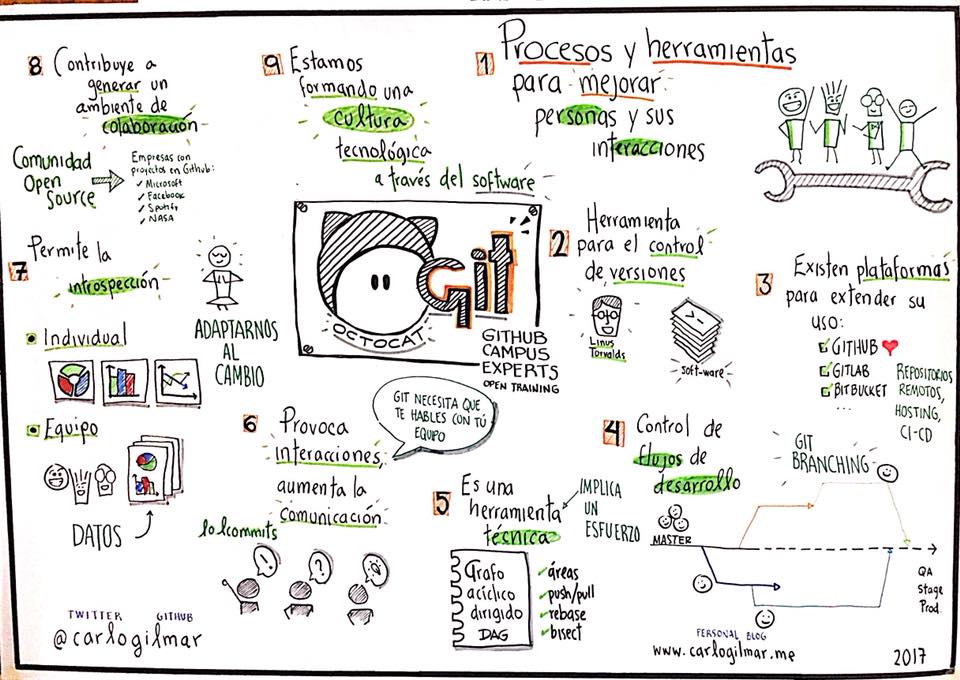 1 Procesos y herramientas
para mejorar
personas y sus
interacciones
2 Herramienta
para el control
de versiones
Linus
Torvalds
>_
software
3 Existen plataformas
para extender su
uso:
GITHUB
GITLAB
BITBUCKET
...
REPOSITORIOS
REMOTOS,
HOSTING,
CI-CD
4 Control de
flujos de
desarrollo
GIT
BRANCHING
MASTER
QA
Stage
Prod.
5 Es una
herramienta
técnica
IMPLICA
UN
ESFUERZO
Grafo
acíclico
dirigido
DAG
áreas
push/pull
rebase
bisect
6 Provoca
interacciones,
aumenta la
comunicación
GIT NECESITA QUE
TE HABLES CON TÚ
EQUIPO
lolcommits
!
?
7 Permite la
introspección
Individual
Equipo
DATOS
ADAPTARNOS
AL
CAMBIO
8 Contribuye a
generar un
ambiente de
colaboración
Comunidad
Open
Source
Empresas con
proyectos en Github:
Microsoft
Facebook
Spotify
NASA
9 Estamos
formando una
cultura
tecnológica
a través del software
Git
OCTOCAT
GITHUB
CAMPUS
EXPERTS
OPEN TRAINING
TWITTER GITHUB
@carlogilmar
PERSONAL BLOG
www.carlogilmar.me
2017